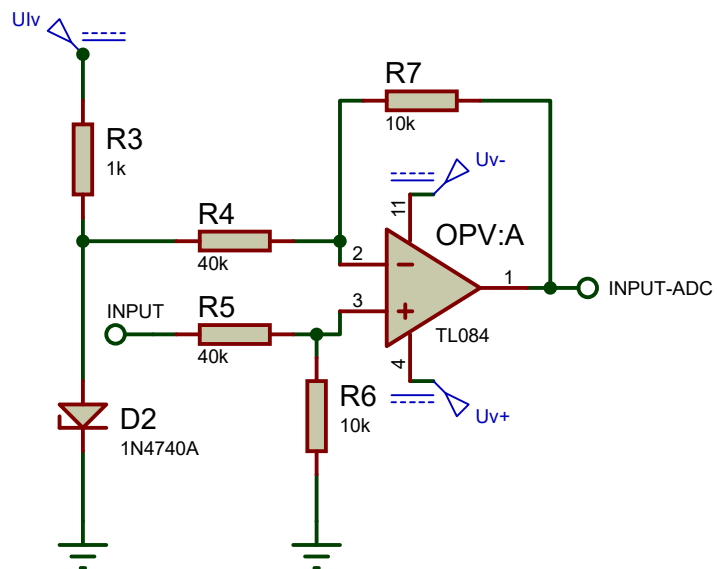 UIv
R7
10k
R3
1k
Uv-
11
R4
40k
OPV:A
2
1
INPUT-ADC
INPUT
R5
40k
3
TL084
4
R6
10k
Uv+
D2
1N4740A